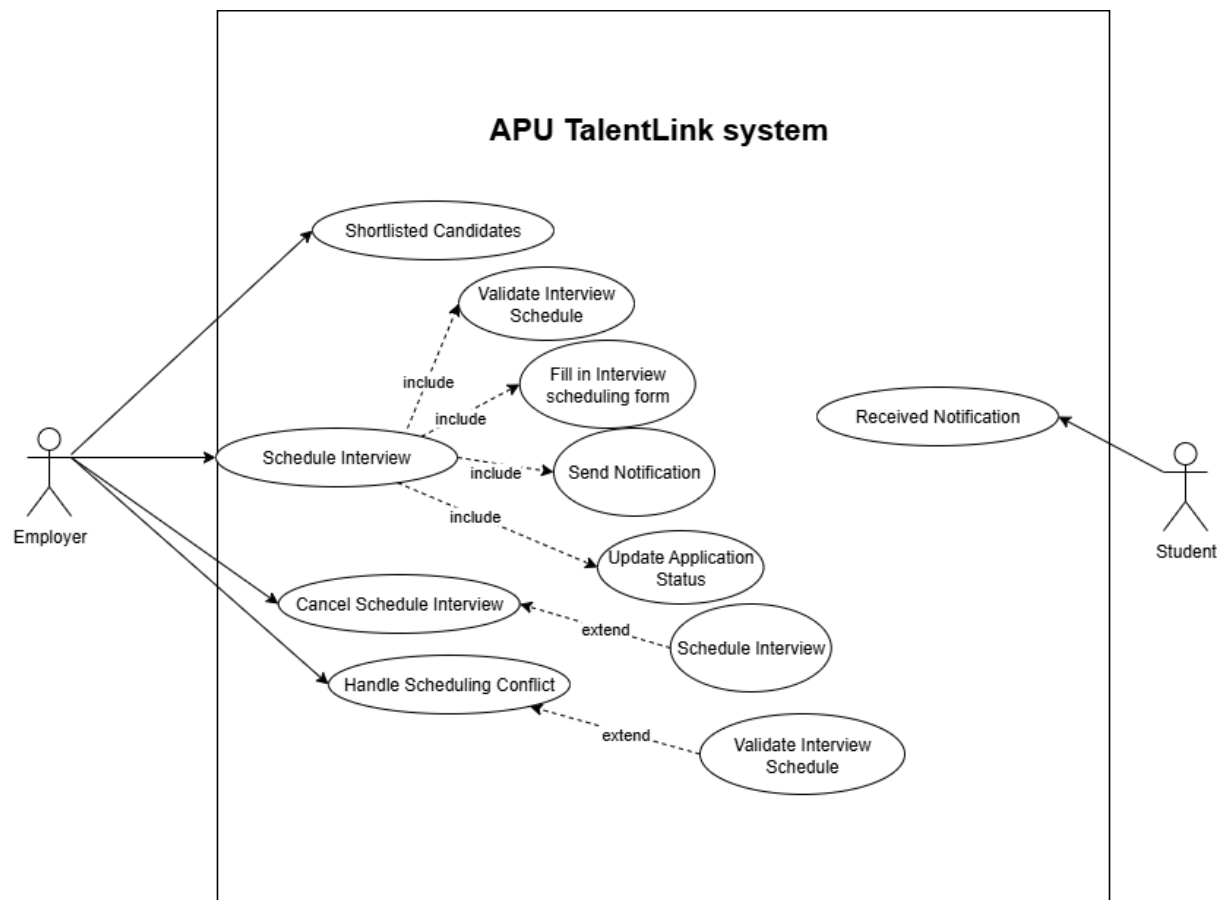 APU TalentLink system
Shortlisted Candidates
Validate Interview
Schedule
include
Fill in Interview
scheduling form
include
Received Notification
Schedule Interview
include
Send Notification
include
Employer
Student
Update Application
Status
Cancel Schedule Interview
extend
Schedule Interview
Handle Scheduling Conflict
extend
Validate Interview
Schedule